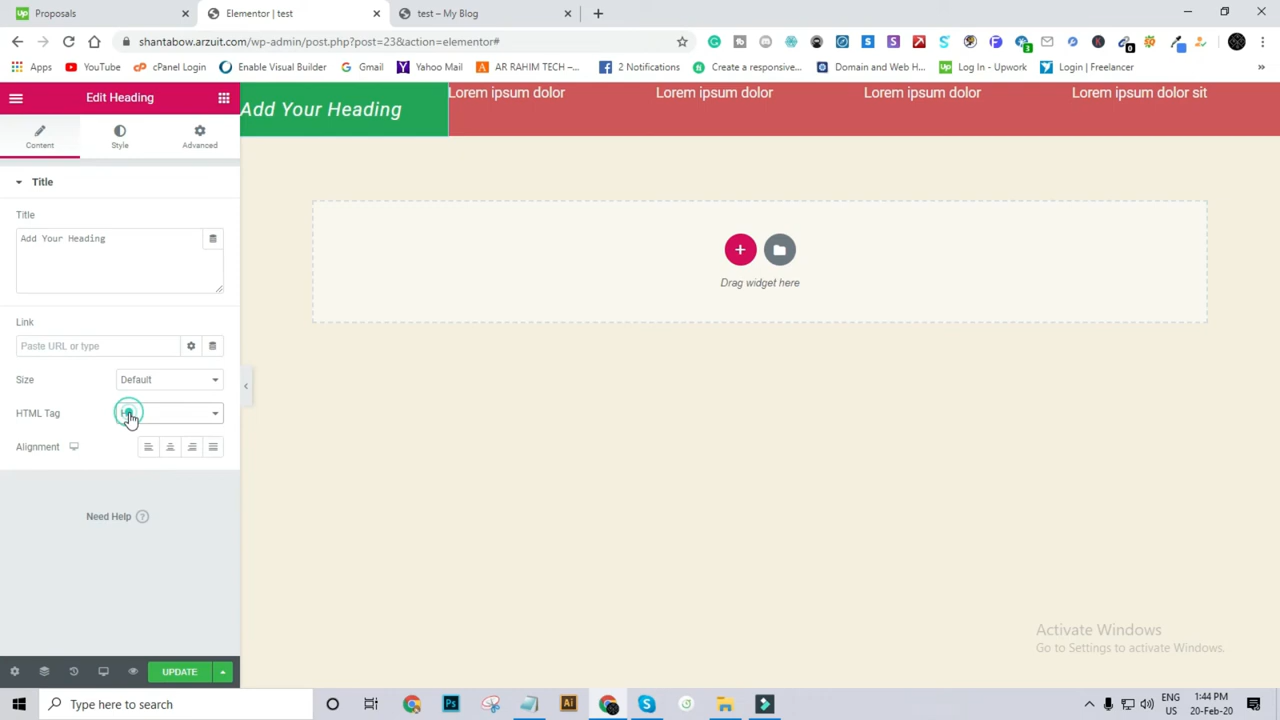 Proposals
Elementor | test
test – My Blog
shantabow.arzuit.com/wp-admin/post.php?post=23&action=elementor#
Apps
YouTube
cPanel Login
Enable Visual Builder
Gmail
Yahoo Mail
AR RAHIM TECH –...
2 Notifications
Create a responsive...
Domain and Web H...
Log In - Upwork
Login | Freelancer
»
Edit Heading
Add Your Heading
Lorem ipsum dolor
Lorem ipsum dolor
Lorem ipsum dolor
Lorem ipsum dolor sit
Content
Style
Advanced
Title
Title
Add Your Heading
Link
Paste URL or type
Size
Default
HTML Tag
Alignment
Drag widget here
Need Help
UPDATE
Activate Windows
Go to Settings to activate Windows.
Type here to search
ENG
US
1:44 PM
20-Feb-20